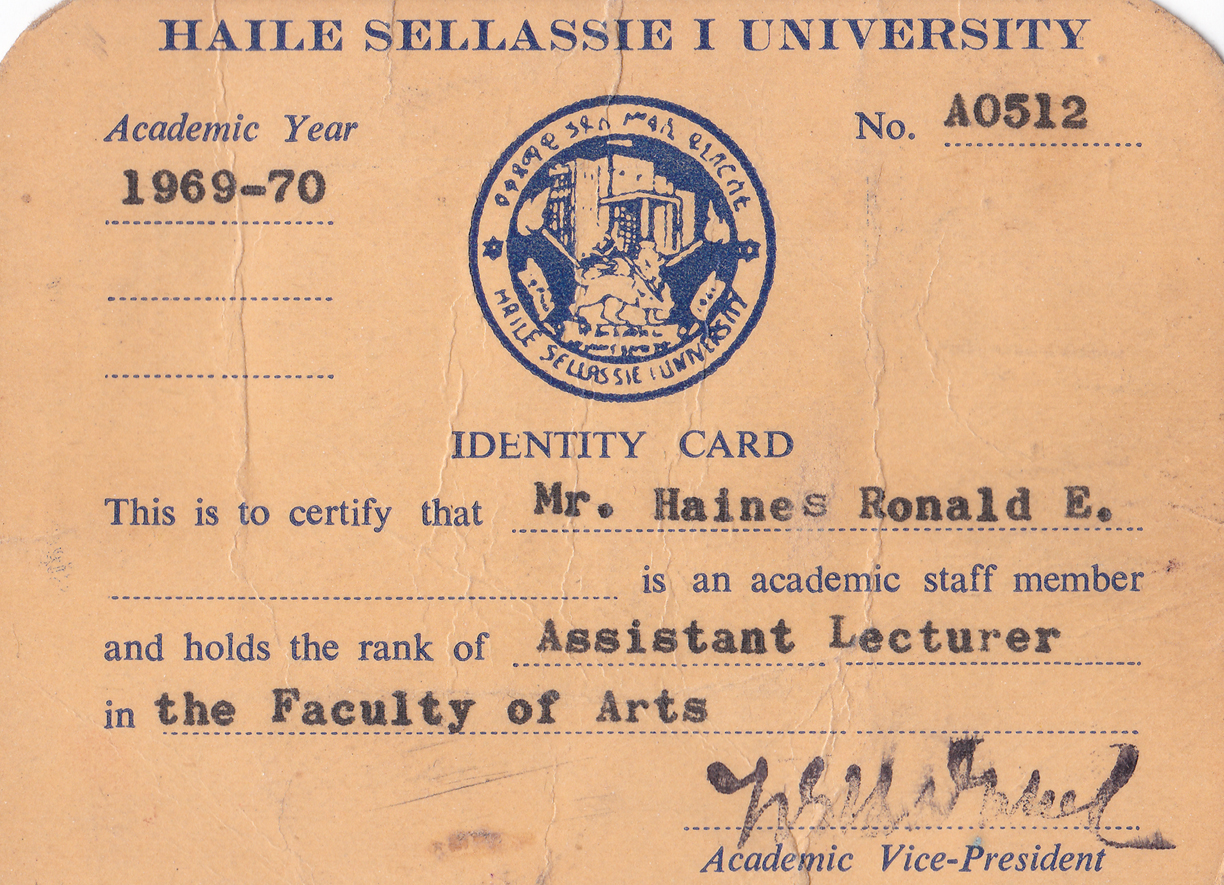 HAILE SELLASSIE I UNIVERSITY
Academic Year
No. A0512
1969-70
HAILE SELLASSIE I UNIVERSITY
IDENTITY CARD
This is to certify that Mr. Haines Ronald E.
is an academic staff member
and holds the rank of Assistant Lecturer
in the Faculty of Arts
Academic Vice-President